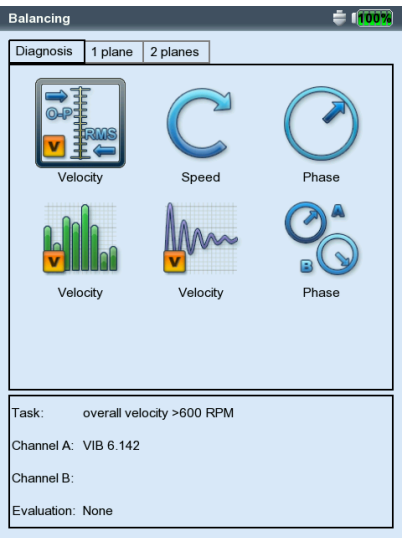 Balancing
100%
Diagnosis 1 plane 2 planes
O-P
RMS
V
Velocity Speed Phase
V V A
B
Velocity Velocity Phase
Task: overall velocity >600 RPM
Channel A: VIB 6.142
Channel B:
Evaluation: None